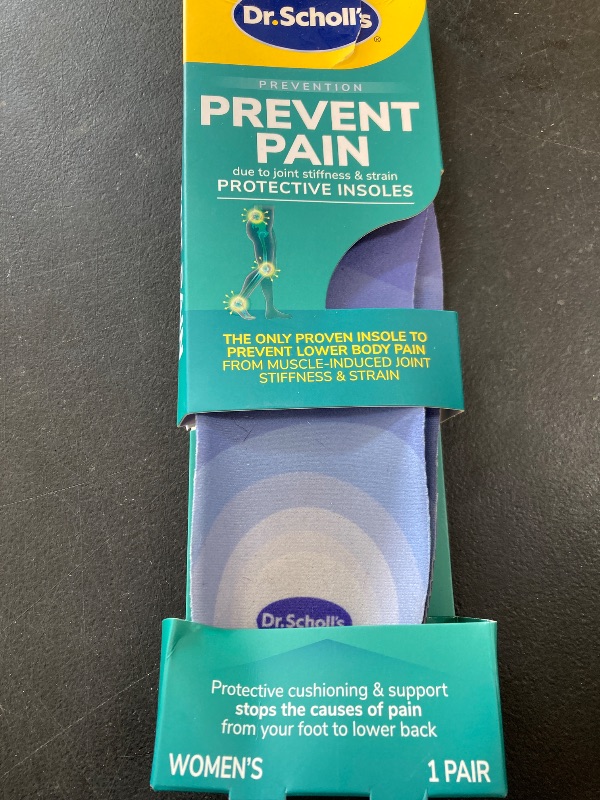 Dr.Scholl's
®
PREVENTION
PREVENT
PAIN
due to joint stiffness & strain
PROTECTIVE INSOLES
THE ONLY PROVEN INSOLE TO
PREVENT LOWER BODY PAIN
FROM MUSCLE-INDUCED JOINT
STIFFNESS & STRAIN
Dr.Scholl's
Protective cushioning & support
stops the causes of pain
from your foot to lower back
WOMEN'S 1 PAIR